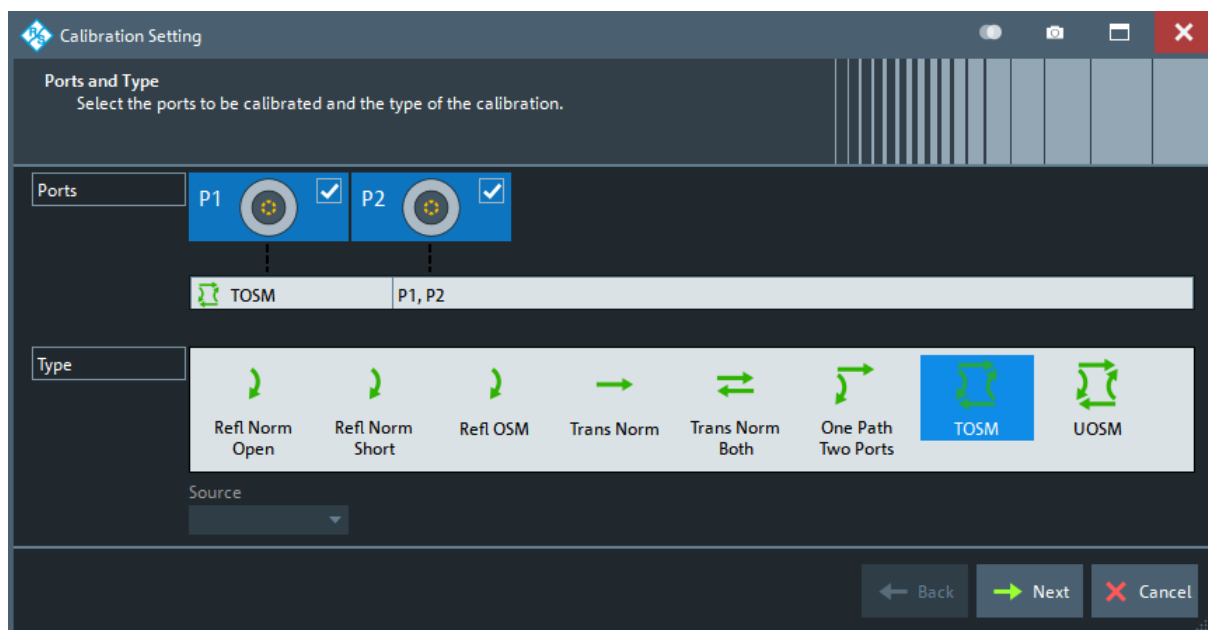 R&S Calibration Setting
Ports and Type
Select the ports to be calibrated and the type of the calibration.
Ports
P1 P2
TOSM P1, P2
Type
Refl Norm Open
Refl Norm Short
Refl OSM
Trans Norm
Trans Norm Both
One Path Two Ports
TOSM
UOSM
Source
Back Next Cancel